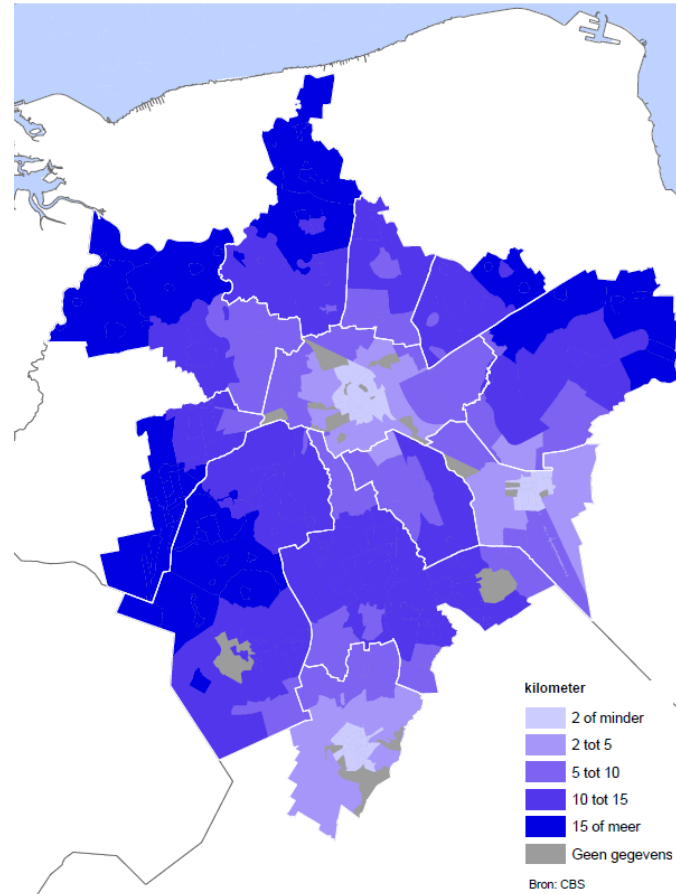 kilometer
2 of minder
2 tot 5
5 tot 10
10 tot 15
15 of meer
Geen gegevens
Bron: CBS